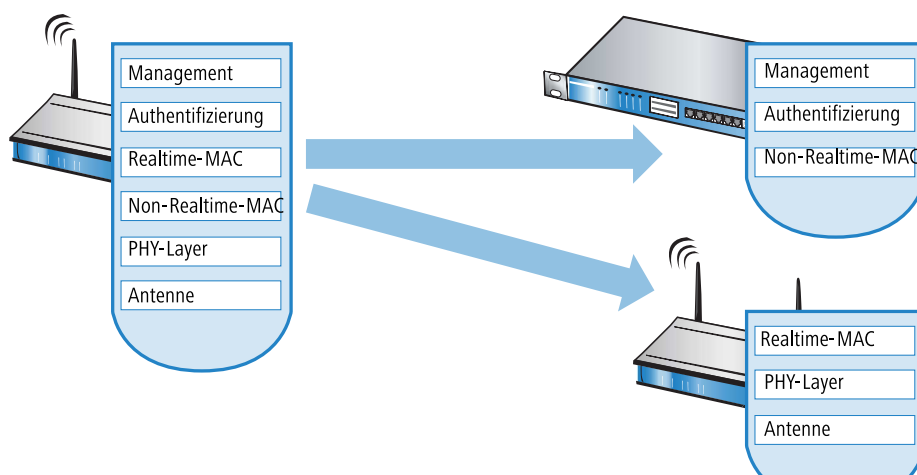 Management
Authentifizierung
Realtime-MAC
Non-Realtime-MAC
PHY-Layer
Antenne
Management
Authentifizierung
Non-Realtime-MAC
Realtime-MAC
PHY-Layer
Antenne